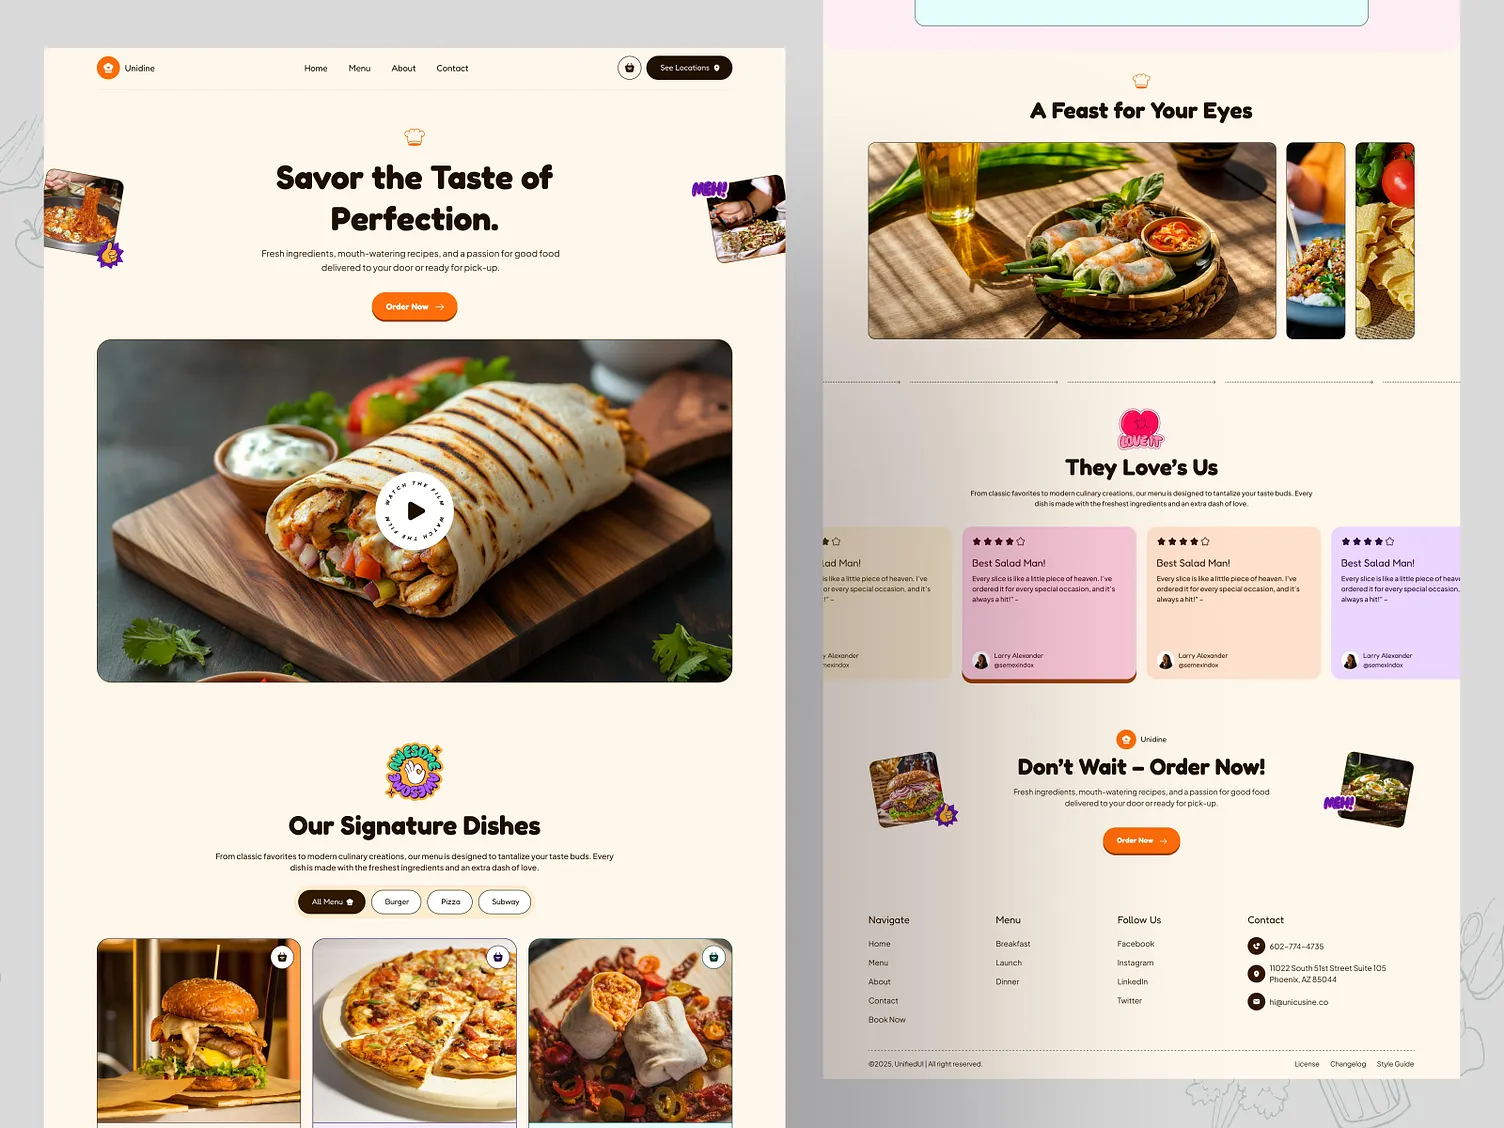 Unidine
Home
Menu
About
Contact
See Locations
MEH!
Savor the Taste of
Perfection.
Fresh ingredients, mouth-watering recipes, and a passion for good food
delivered to your door or ready for pick-up.
Order Now
WATCH THE FILM WATCH THE FILM
AWESOME
AWESOME
Our Signature Dishes
From classic favorites to modern culinary creations, our menu is designed to tantalize your taste buds. Every
dish is made with the freshest ingredients and an extra dash of love.
All Menu
Burger
Pizza
Subway
A Feast for Your Eyes
LOVE IT
They Love's Us
From classic favorites to modern culinary creations, our menu is designed to tantalize your taste buds. Every
dish is made with the freshest ingredients and an extra dash of love.
lad Man!
is like a little piece of heaven. I've
or every special occasion, and it's
!" –
y Alexander
mexindox
Best Salad Man!
Every slice is like a little piece of heaven. I've
ordered it for every special occasion, and it's
always a hit!" –
Larry Alexander
@semexindox
Best Salad Man!
Every slice is like a little piece of heaven. I've
ordered it for every special occasion, and it's
always a hit!" –
Larry Alexander
@semexindox
Best Salad Man!
Every slice is like a little piece of heave
ordered it for every special occasion,
always a hit!" –
Larry Alexander
@semexindox
Unidine
Don't Wait – Order Now!
Fresh ingredients, mouth-watering recipes, and a passion for good food
delivered to your door or ready for pick-up.
MEH!
Order Now
Navigate
Home
Menu
About
Contact
Book Now
Menu
Breakfast
Launch
Dinner
Follow Us
Facebook
Instagram
LinkedIn
Twitter
Contact
602-774-4735
11022 South 51st Street Suite 105
Phoenix, AZ 85044
hi@unicusine.co
©2025, UnifiedUI | All right reserved.
License
Changelog
Style Guide